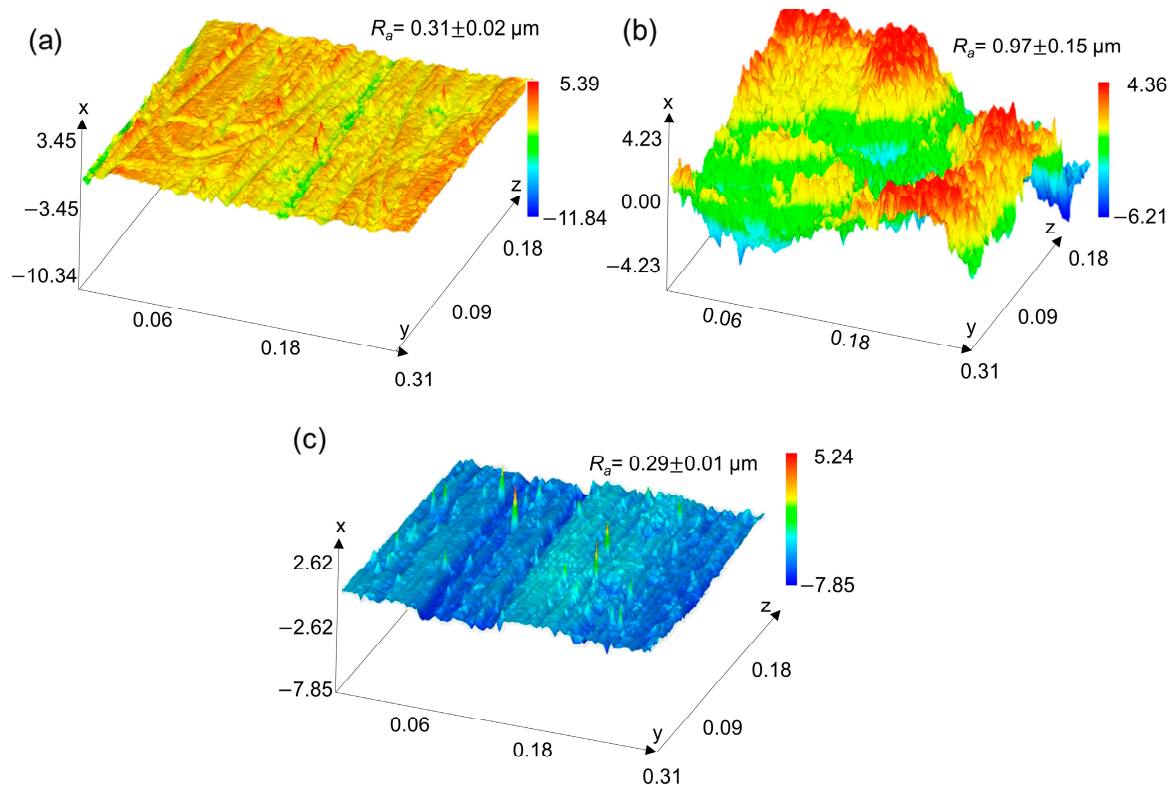 (a)
Rₐ= 0.31±0.02 µm
x
3.45
−3.45
−10.34
5.39
−11.84
z
0.18
0.09
0.06
0.18
y
0.31
(b)
Rₐ= 0.97±0.15 µm
x
4.23
0.00
−4.23
4.36
−6.21
z
0.18
0.09
0.06
0.18
y
0.31
(c)
Rₐ= 0.29±0.01 µm
x
2.62
−2.62
−7.85
5.24
−7.85
z
0.18
0.09
0.06
0.18
y
0.31